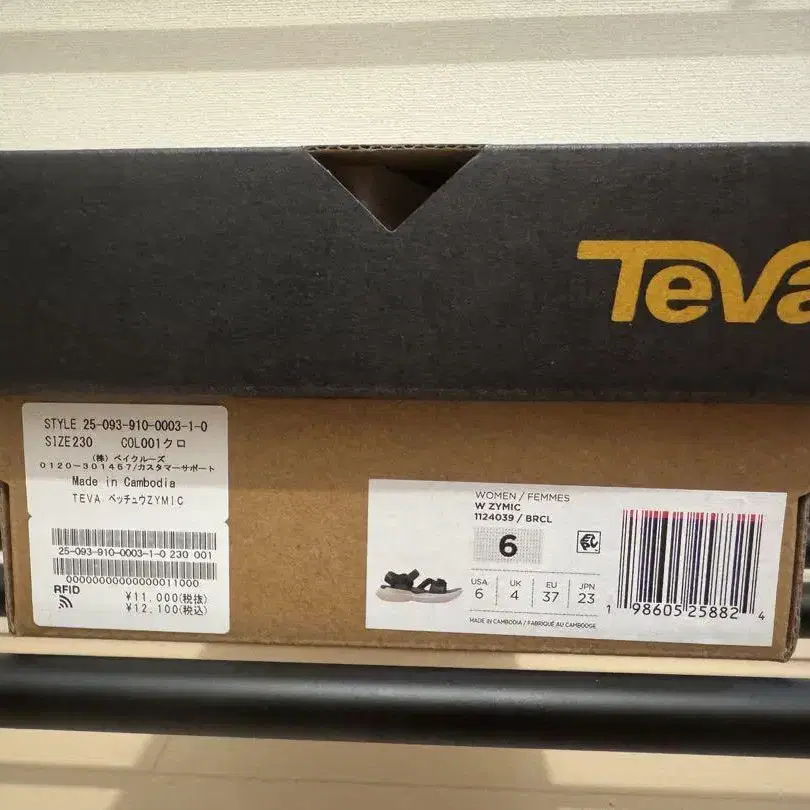 Teva
STYLE 25-093-910-0003-1-0
SIZE230 COL001クロ
(株) ベイクルーズ
0120-301457/カスタマーサポート
Made in Cambodia
TEVA ベッチュウZYMIC
25-093-910-0003-1-0 230 001
00000000000000011000
RFID
¥11,000(税抜)
¥12,100(税込)
WOMEN / FEMMES
W ZYMIC
1124039 / BRCL
6
USA UK EU JPN
6 4 37 23
MADE IN CAMBODIA / FABRIQUÉ AU CAMBODGE
1 98605 25882 4